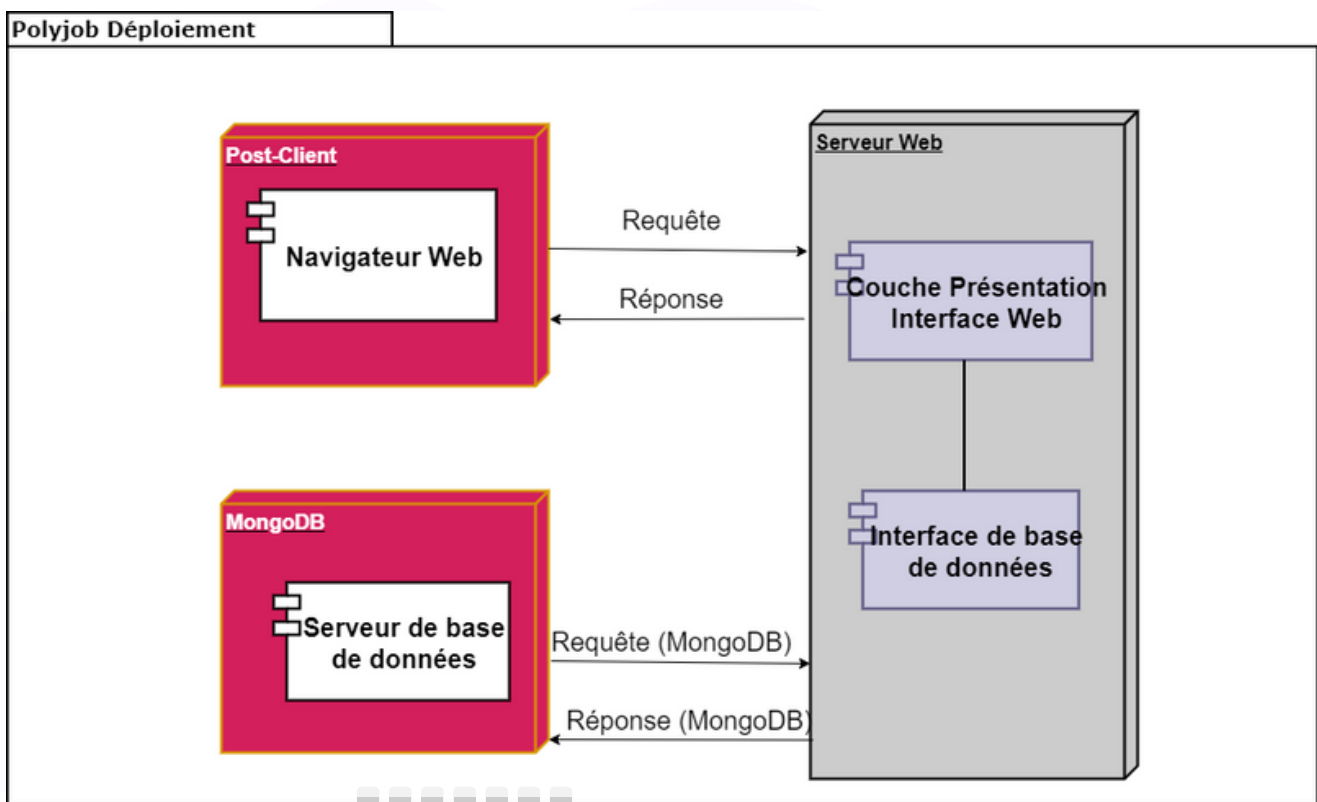 Polyjob Déploiement
Post-Client
Navigateur Web
Requête
Réponse
Serveur Web
Couche Présentation
Interface Web
MongoDB
Serveur de base
de données
Requête (MongoDB)
Réponse (MongoDB)
Interface de base
de données